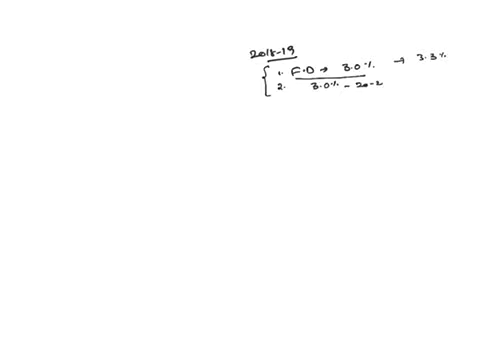 2018-19
1. F.D → 3.0% → 3.3%
2. 3.0% - 20-2